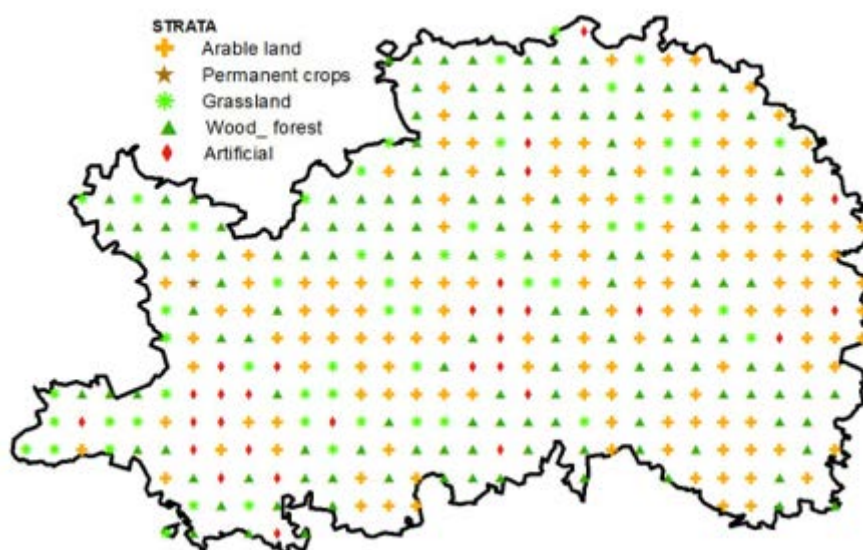 STRATA
Arable land
Permanent crops
Grassland
Wood_ forest
Artificial